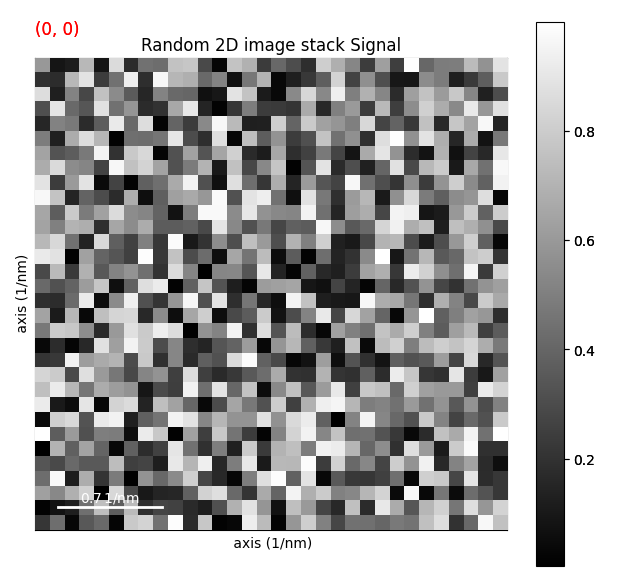 (0, 0)
Random 2D image stack Signal
0.8
0.6
0.4
0.2
axis (1/nm)
0.7 1/nm
axis (1/nm)